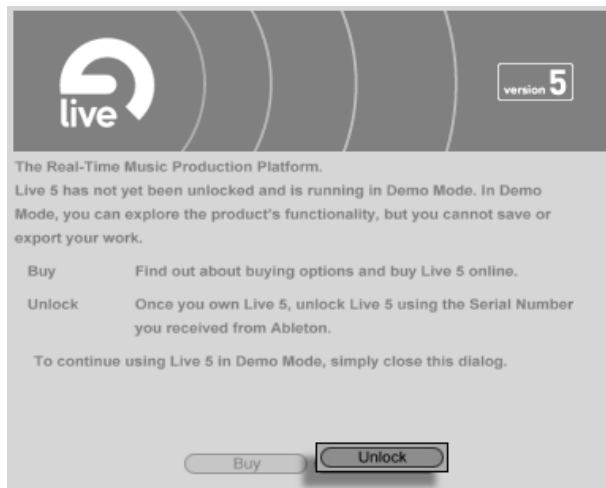 live
version 5
The Real-Time Music Production Platform.
Live 5 has not yet been unlocked and is running in Demo Mode. In Demo
Mode, you can explore the product's functionality, but you cannot save or
export your work.
Buy Find out about buying options and buy Live 5 online.
Unlock Once you own Live 5, unlock Live 5 using the Serial Number
you received from Ableton.
To continue using Live 5 in Demo Mode, simply close this dialog.
Buy Unlock